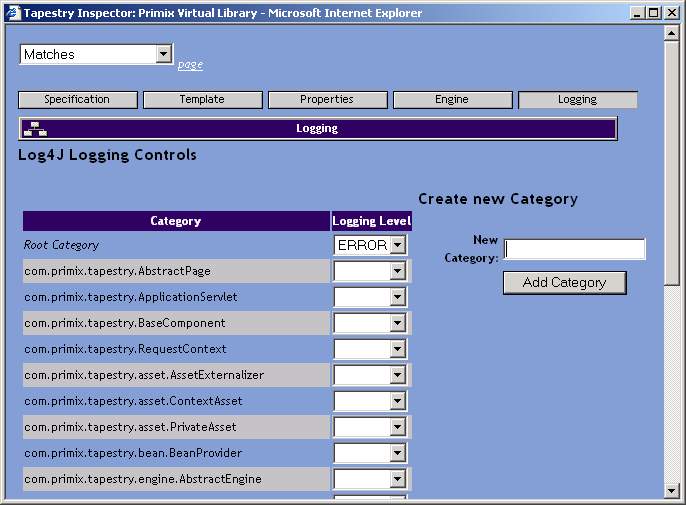 Tapestry Inspector: Primix Virtual Library - Microsoft Internet Explorer
Matches
page
Specification Template Properties Engine Logging
Logging
Log4J Logging Controls
Create new Category
Category Logging Level
Root Category ERROR
New
Category:
Add Category
com.primix.tapestry.AbstractPage
com.primix.tapestry.ApplicationServlet
com.primix.tapestry.BaseComponent
com.primix.tapestry.RequestContext
com.primix.tapestry.asset.AssetExternalizer
com.primix.tapestry.asset.ContextAsset
com.primix.tapestry.asset.PrivateAsset
com.primix.tapestry.bean.BeanProvider
com.primix.tapestry.engine.AbstractEngine